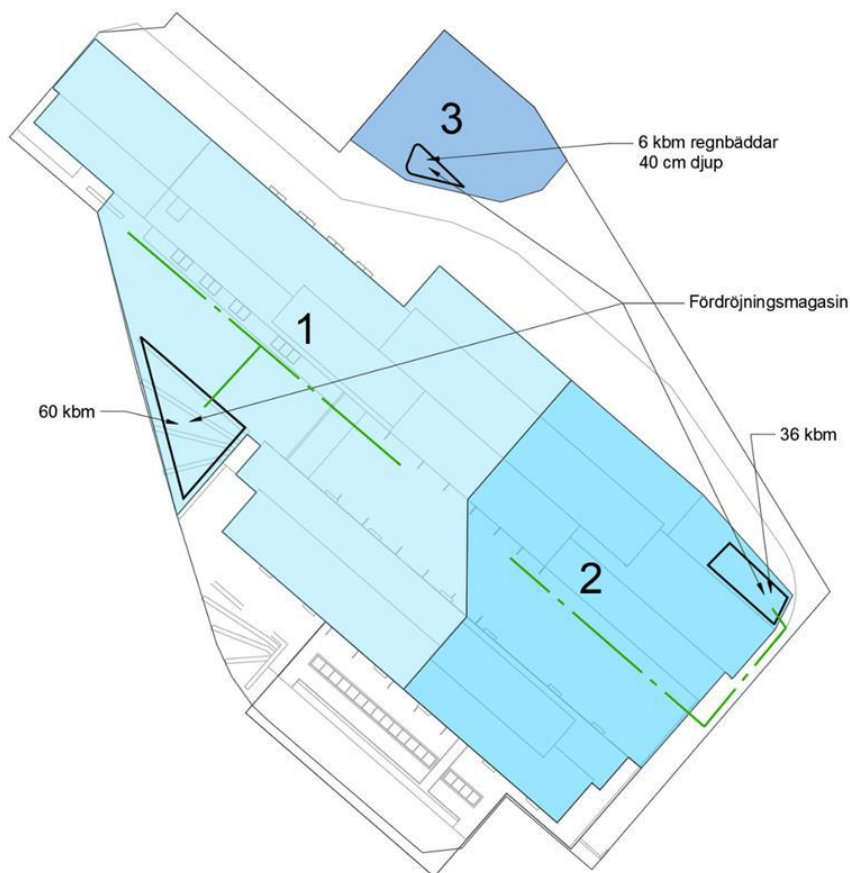 3
6 kbm regnbäddar
40 cm djup
Fördröjningsmagasin
1
60 kbm
36 kbm
2